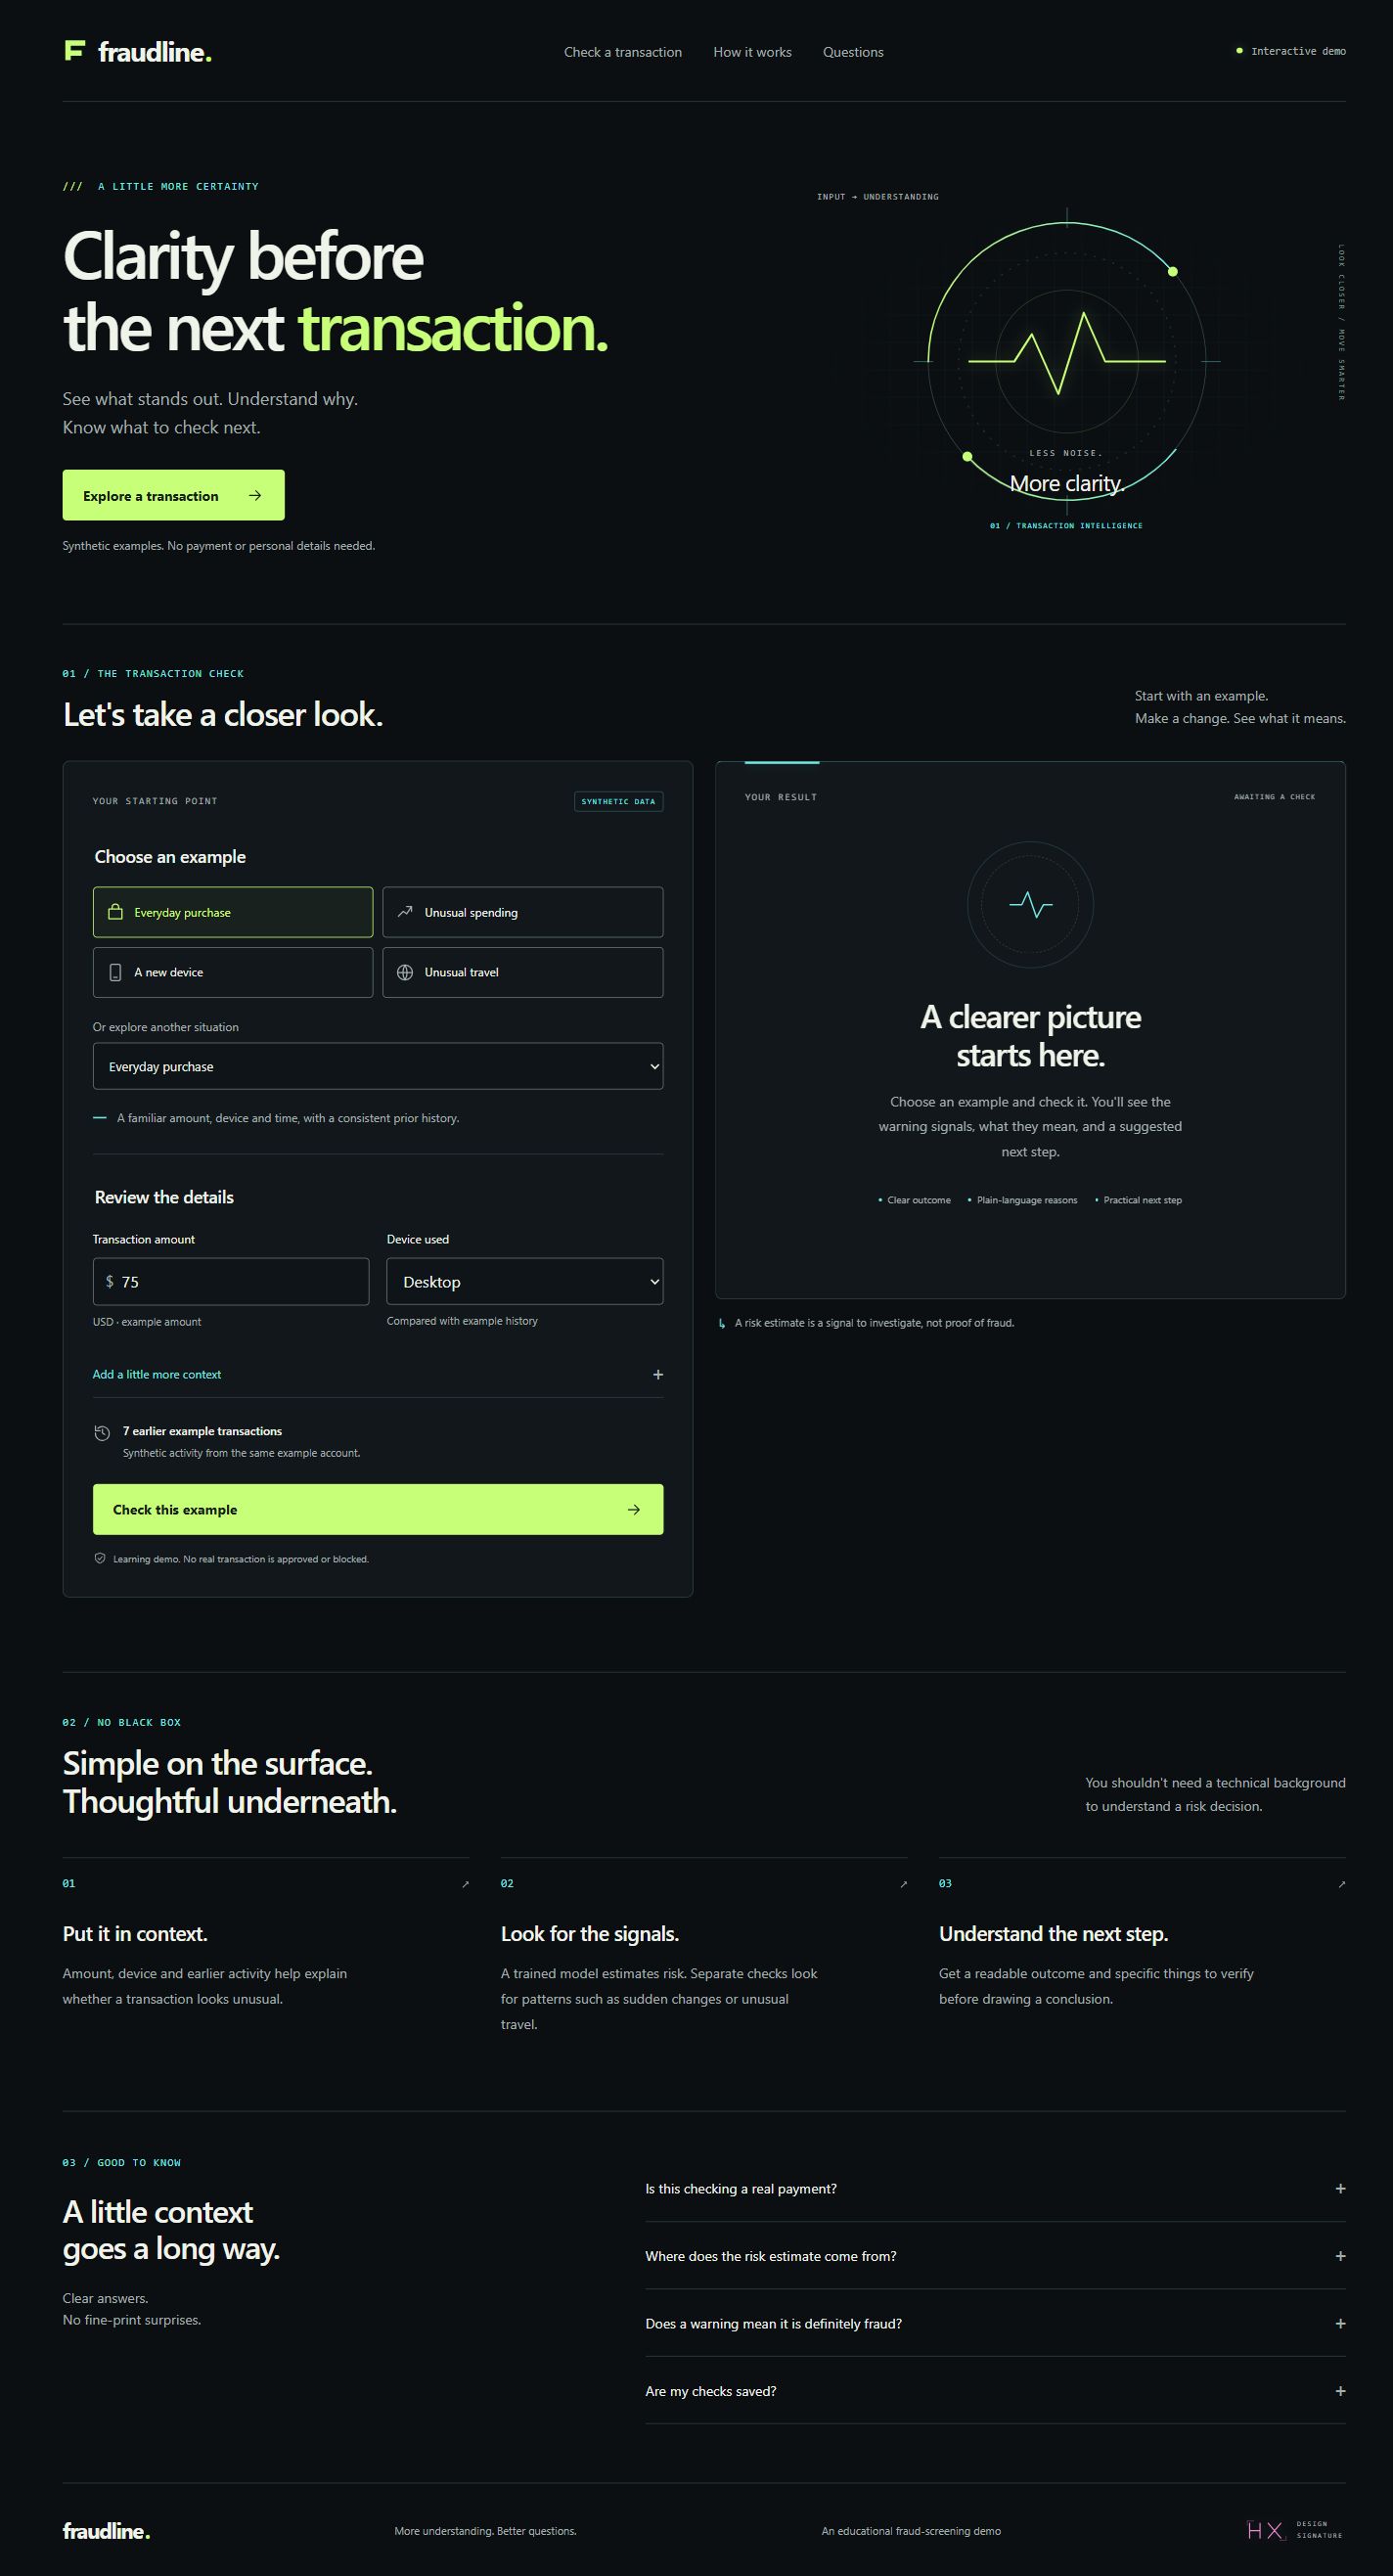 fraudline.
Check a transaction
How it works
Questions
Interactive demo
/// A LITTLE MORE CERTAINTY
Clarity before
the next transaction.
See what stands out. Understand why.
Know what to check next.
Explore a transaction →
Synthetic examples. No payment or personal details needed.
INPUT → UNDERSTANDING
LOOK CLOSER / MOVE SMARTER
LESS NOISE.
More clarity.
01 / TRANSACTION INTELLIGENCE
01 / THE TRANSACTION CHECK
Let's take a closer look.
Start with an example.
Make a change. See what it means.
YOUR STARTING POINT
SYNTHETIC DATA
Choose an example
Everyday purchase
Unusual spending
A new device
Unusual travel
Or explore another situation
Everyday purchase
A familiar amount, device and time, with a consistent prior history.
Review the details
Transaction amount
Device used
$ 75
Desktop
USD · example amount
Compared with example history
Add a little more context +
7 earlier example transactions
Synthetic activity from the same example account.
Check this example →
Learning demo. No real transaction is approved or blocked.
YOUR RESULT
AWAITING A CHECK
A clearer picture
starts here.
Choose an example and check it. You'll see the
warning signals, what they mean, and a suggested
next step.
• Clear outcome • Plain-language reasons • Practical next step
↳ A risk estimate is a signal to investigate, not proof of fraud.
02 / NO BLACK BOX
Simple on the surface.
Thoughtful underneath.
You shouldn't need a technical background
to understand a risk decision.
01 ↗
Put it in context.
Amount, device and earlier activity help explain
whether a transaction looks unusual.
02 ↗
Look for the signals.
A trained model estimates risk. Separate checks look
for patterns such as sudden changes or unusual
travel.
03 ↗
Understand the next step.
Get a readable outcome and specific things to verify
before drawing a conclusion.
03 / GOOD TO KNOW
A little context
goes a long way.
Clear answers.
No fine-print surprises.
Is this checking a real payment? +
Where does the risk estimate come from? +
Does a warning mean it is definitely fraud? +
Are my checks saved? +
fraudline.
More understanding. Better questions.
An educational fraud-screening demo
HX
DESIGN
SIGNATURE